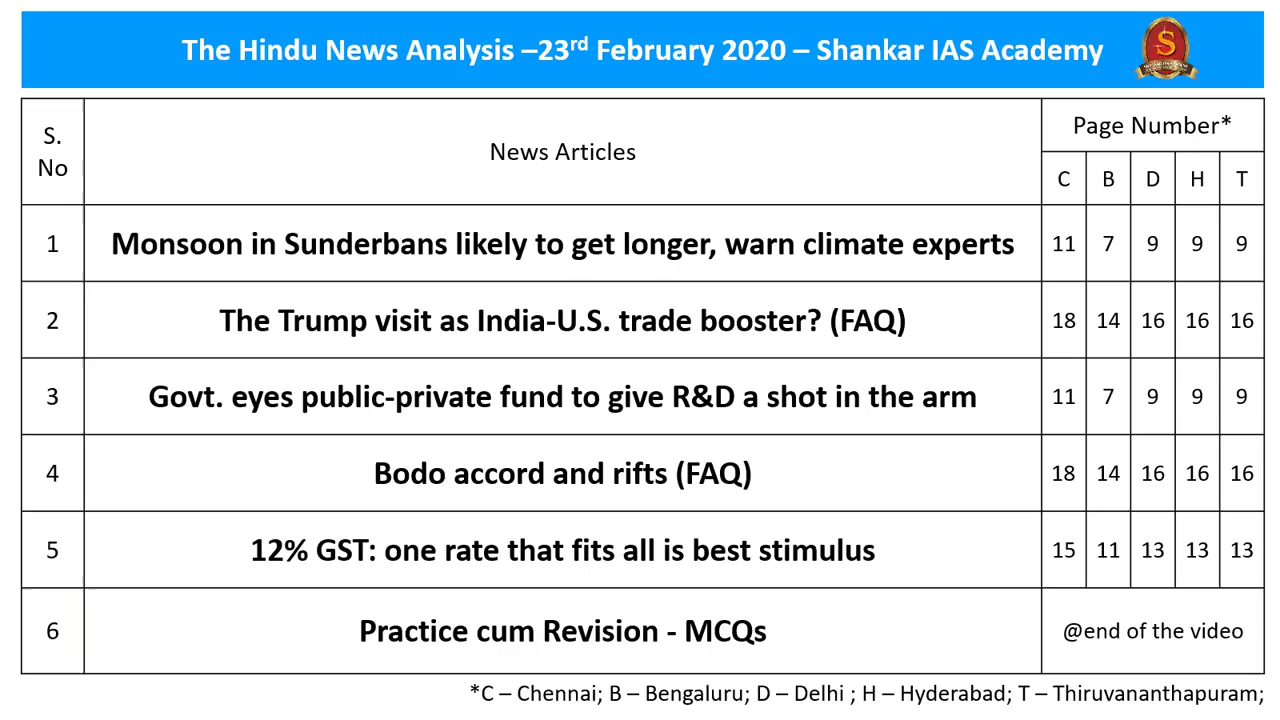 The Hindu News Analysis –23rd February 2020 – Shankar IAS Academy
S
S. No
News Articles
Page Number*
C B D H T
1 Monsoon in Sunderbans likely to get longer, warn climate experts 11 7 9 9 9
2 The Trump visit as India-U.S. trade booster? (FAQ) 18 14 16 16 16
3 Govt. eyes public-private fund to give R&D a shot in the arm 11 7 9 9 9
4 Bodo accord and rifts (FAQ) 18 14 16 16 16
5 12% GST: one rate that fits all is best stimulus 15 11 13 13 13
6 Practice cum Revision - MCQs @end of the video
*C – Chennai; B – Bengaluru; D – Delhi ; H – Hyderabad; T – Thiruvananthapuram;